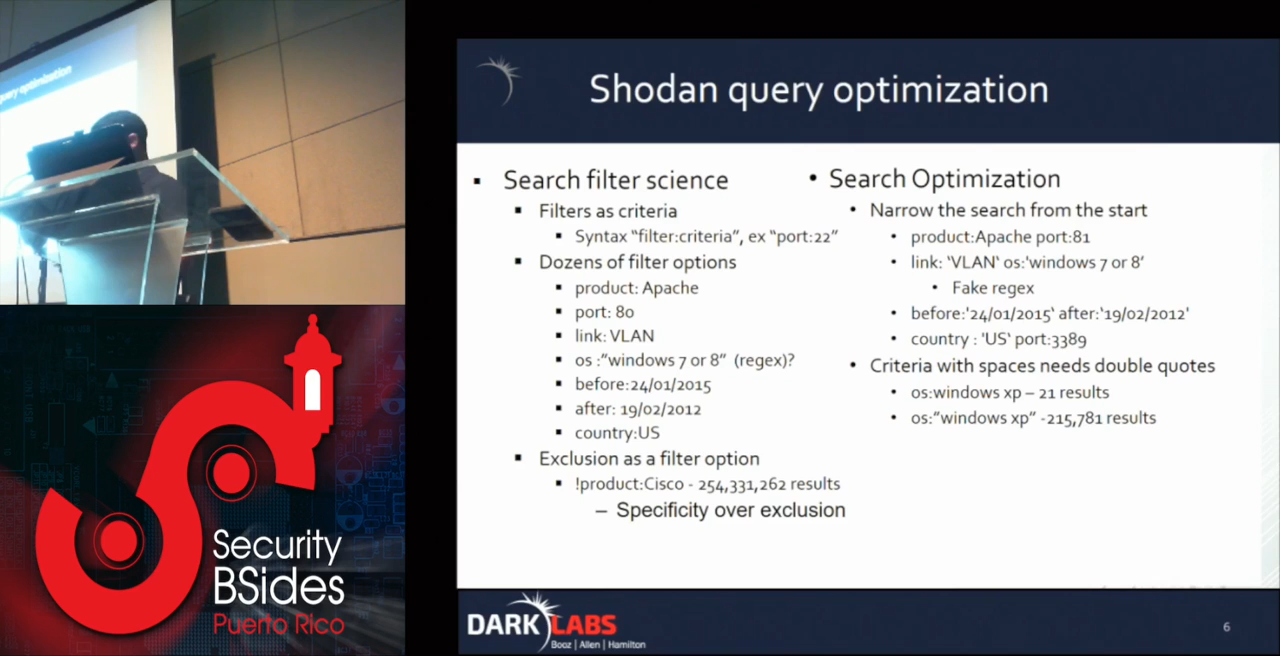 query optimization
Shodan query optimization
Search filter science
Filters as criteria
Syntax “filter:criteria”, ex “port:22”
Dozens of filter options
product: Apache
port: 80
link: VLAN
os :”windows 7 or 8” (regex)?
before:24/01/2015
after: 19/02/2012
country:US
Exclusion as a filter option
!product:Cisco - 254,331,262 results
– Specificity over exclusion
Search Optimization
Narrow the search from the start
product:Apache port:81
link: ‘VLAN‘ os:'windows 7 or 8’
Fake regex
before:'24/01/2015‘ after:‘19/02/2012'
country : 'US‘ port:3389
Criteria with spaces needs double quotes
os:windows xp – 21 results
os:”windows xp” -215,781 results
Security
BSides
Puerto Rico
DARK LABS
Booz | Allen | Hamilton
6